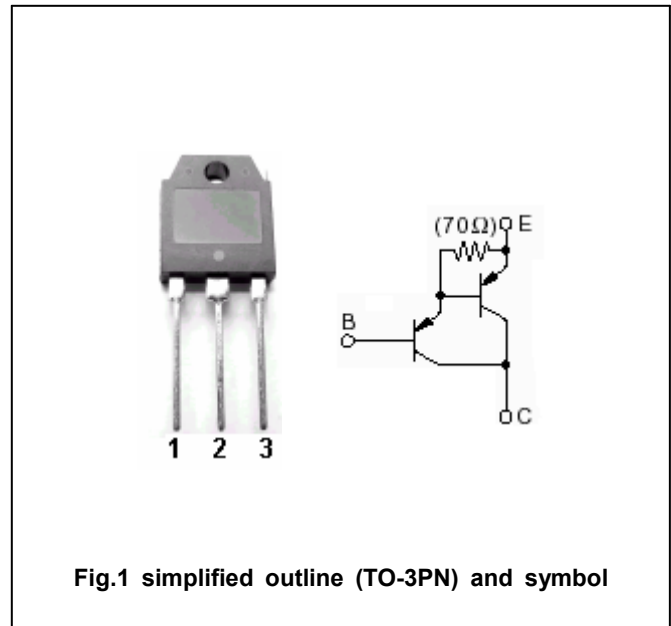 (70Ω) E
B
C
1 2 3
Fig.1 simplified outline (TO-3PN) and symbol